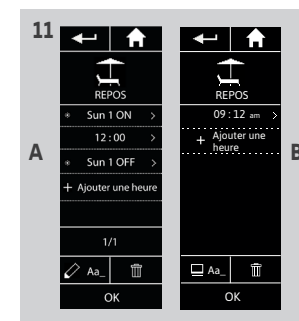 11
A
REPOS
Sun 1 ON >
12:00 >
Sun 1 OFF >
+ Ajouter une heure
1/1
Aa_
OK
REPOS
09:12 am >
+ Ajouter une
heure
Aa_
OK
B